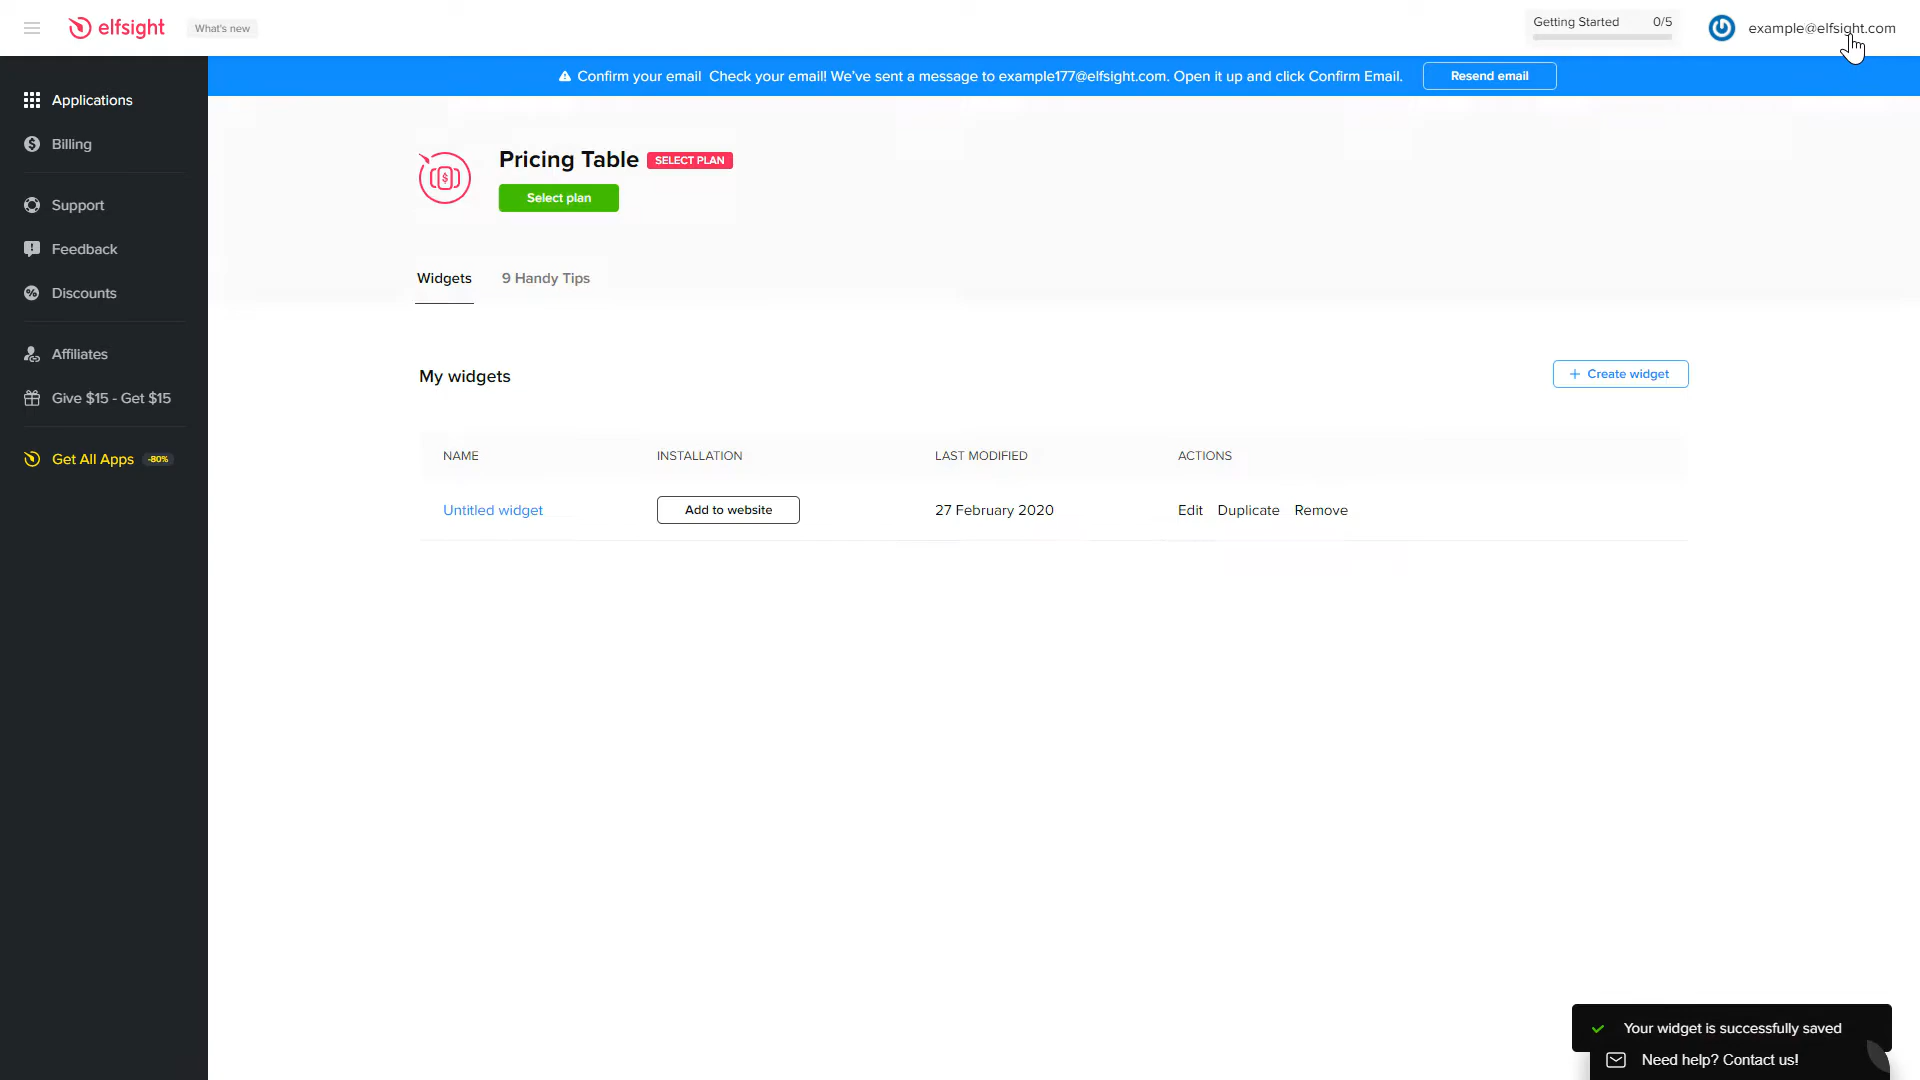 elfsight
What's new
Getting Started 0/5
example@elfsight.com
Confirm your email Check your email! We've sent a message to example177@elfsight.com. Open it up and click Confirm Email.
Resend email
Applications
Billing
Support
Feedback
Discounts
Affiliates
Give $15 - Get $15
Get All Apps -80%
Pricing Table SELECT PLAN
Select plan
Widgets 9 Handy Tips
My widgets
+ Create widget
NAME INSTALLATION LAST MODIFIED ACTIONS
Untitled widget Add to website 27 February 2020 Edit Duplicate Remove
Your widget is successfully saved
Need help? Contact us!